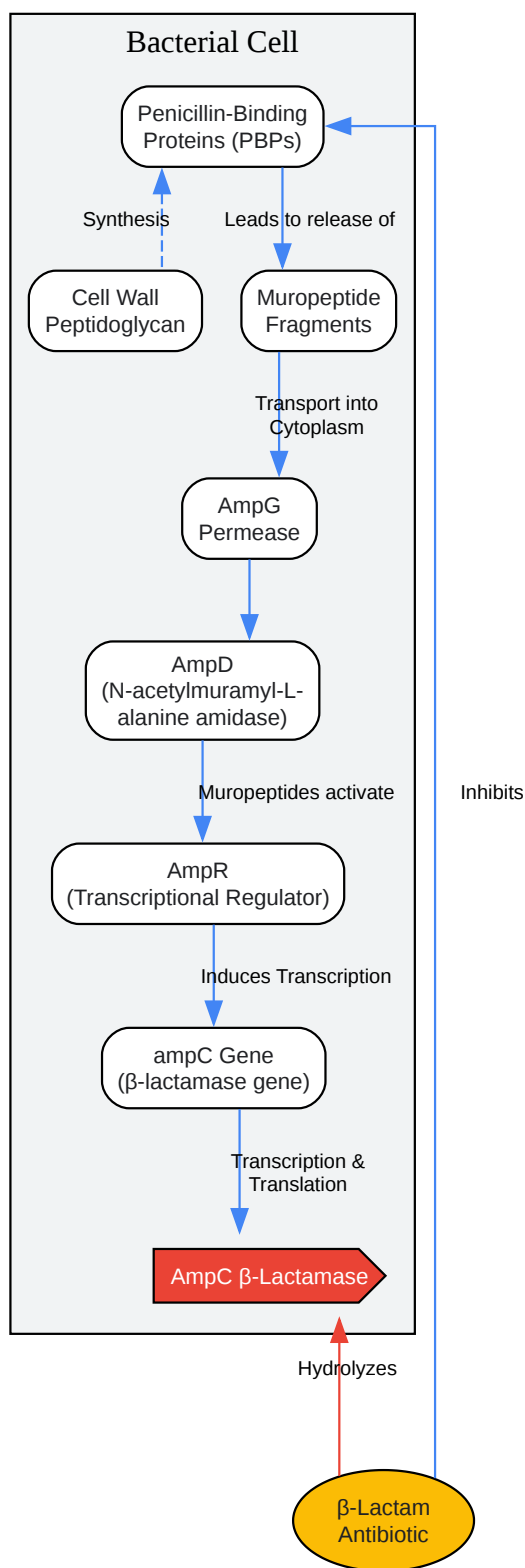 Bacterial Cell
Penicillin-Binding
Proteins (PBPs)
Synthesis
Leads to release of
Cell Wall
Peptidoglycan
Muropeptide
Fragments
Transport into
Cytoplasm
AmpG
Permease
AmpD
(N-acetylmuramyl-L-
alanine amidase)
Muropeptides activate
Inhibits
AmpR
(Transcriptional Regulator)
Induces Transcription
ampC Gene
(β-lactamase gene)
Transcription &
Translation
AmpC β-Lactamase
Hydrolyzes
β-Lactam
Antibiotic